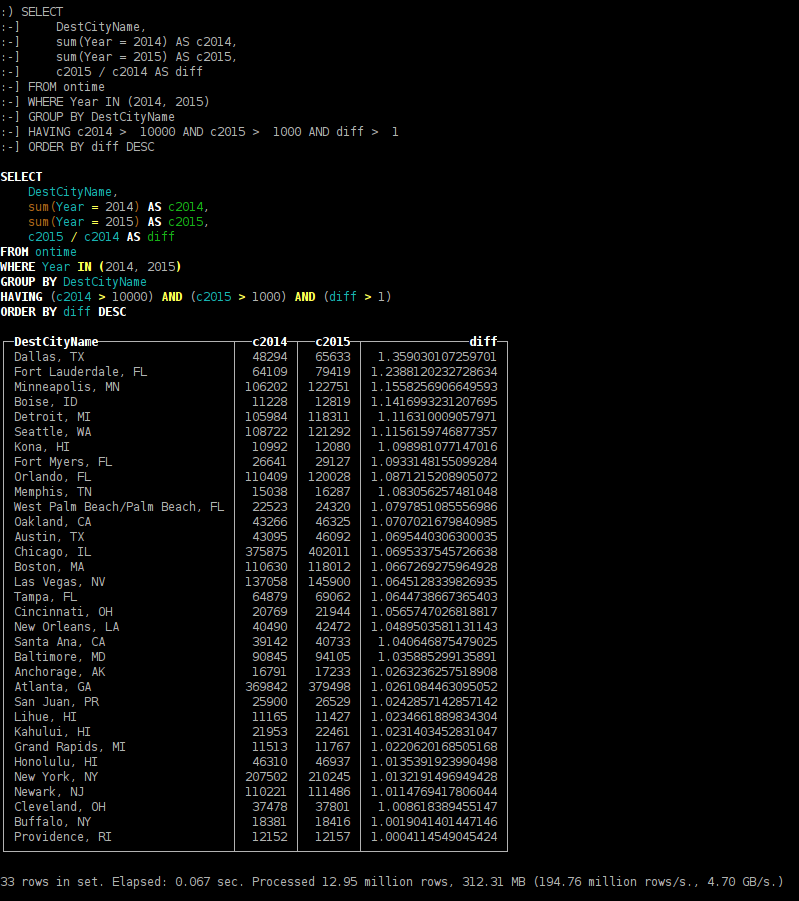 :) SELECT
:-]     DestCityName,
:-]     sum(Year = 2014) AS c2014,
:-]     sum(Year = 2015) AS c2015,
:-]     c2015 / c2014 AS diff
:-] FROM ontime
:-] WHERE Year IN (2014, 2015)
:-] GROUP BY DestCityName
:-] HAVING c2014 >  10000 AND c2015 >  1000 AND diff >  1
:-] ORDER BY diff DESC
SELECT
    DestCityName,
    sum(Year = 2014) AS c2014,
    sum(Year = 2015) AS c2015,
    c2015 / c2014 AS diff
FROM ontime
WHERE Year IN (2014, 2015)
GROUP BY DestCityName
HAVING (c2014 > 10000) AND (c2015 > 1000) AND (diff > 1)
ORDER BY diff DESC
DestCityName c2014 c2015 diff
Dallas, TX 48294 65633 1.359030107259701
Fort Lauderdale, FL 64109 79419 1.2388120232728634
Minneapolis, MN 106202 122751 1.1558256906649593
Boise, ID 11228 12819 1.1416993231207695
Detroit, MI 105984 118311 1.116310009057971
Seattle, WA 108722 121292 1.1156159746877357
Kona, HI 10992 12080 1.098981077147016
Fort Myers, FL 26641 29127 1.0933148155099284
Orlando, FL 110409 120028 1.0871215208905072
Memphis, TN 15038 16287 1.083056257481048
West Palm Beach/Palm Beach, FL 22523 24320 1.0797851085556986
Oakland, CA 43266 46325 1.0707021679840985
Austin, TX 43095 46092 1.0695440306300035
Chicago, IL 375875 402011 1.0695337545726638
Boston, MA 110630 118012 1.0667269275964928
Las Vegas, NV 137058 145900 1.0645128339826935
Tampa, FL 64879 69062 1.0644738667365403
Cincinnati, OH 20769 21944 1.0565747026818817
New Orleans, LA 40490 42472 1.0489503581131143
Santa Ana, CA 39142 40733 1.040646875479025
Baltimore, MD 90845 94105 1.035885299135891
Anchorage, AK 16791 17233 1.0263236257518908
Atlanta, GA 369842 379498 1.0261084463095052
San Juan, PR 25900 26529 1.0242857142857142
Lihue, HI 11165 11427 1.0234661889834304
Kahului, HI 21953 22461 1.0231403452831047
Grand Rapids, MI 11513 11767 1.0220620168505168
Honolulu, HI 46310 46937 1.0135391923990498
New York, NY 207502 210245 1.0132191496949428
Newark, NJ 110221 111486 1.0114769417806044
Cleveland, OH 37478 37801 1.008618389455147
Buffalo, NY 18381 18416 1.0019041401447146
Providence, RI 12152 12157 1.0004114549045424
33 rows in set. Elapsed: 0.067 sec. Processed 12.95 million rows, 312.31 MB (194.76 million rows/s., 4.70 GB/s.)